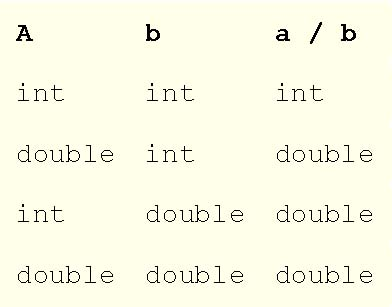 A b a / b
int int int
double int double
int double double
double double double